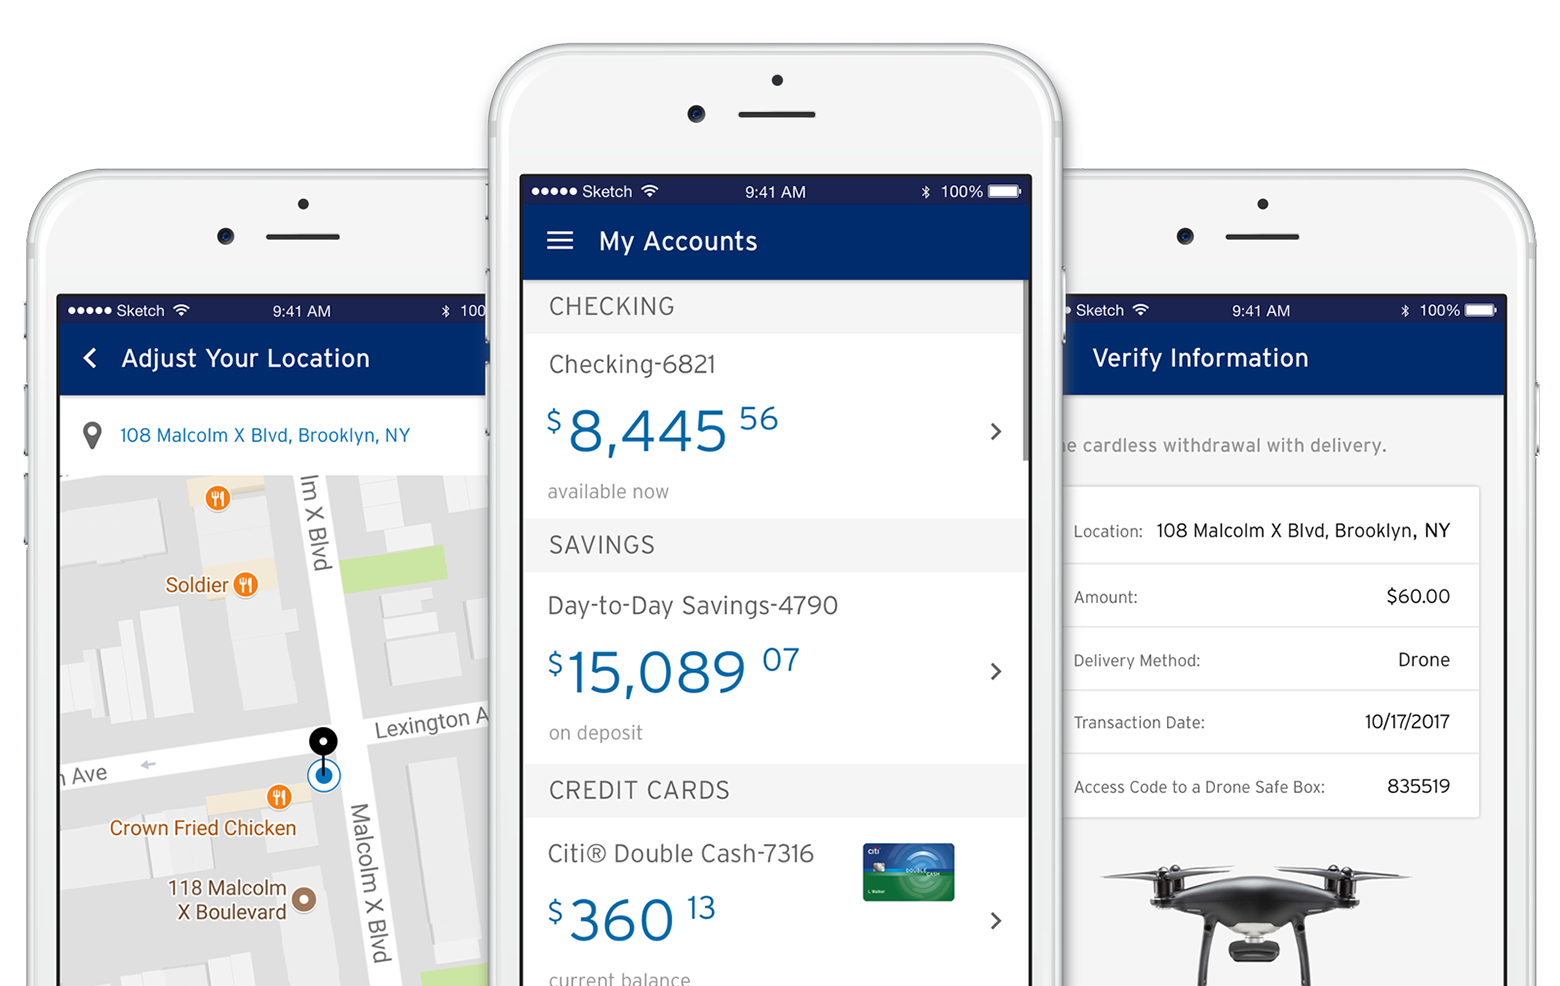 Sketch 9:41 AM 100
Adjust Your Location
108 Malcolm X Blvd, Brooklyn, NY
lm X Blvd
Soldier
Lexington A
n Ave
Crown Fried Chicken
Malcolm X Blvd
118 Malcolm
X Boulevard
Sketch 9:41 AM 100%
My Accounts
CHECKING
Checking-6821
$8,445 56
available now
SAVINGS
Day-to-Day Savings-4790
$15,089 07
on deposit
CREDIT CARDS
Citi® Double Cash-7316
citi
DOUBLE
CASH
L Walker
$360 13
current balance
Sketch 9:41 AM 100%
Verify Information
e cardless withdrawal with delivery.
Location: 108 Malcolm X Blvd, Brooklyn, NY
Amount: $60.00
Delivery Method: Drone
Transaction Date: 10/17/2017
Access Code to a Drone Safe Box: 835519